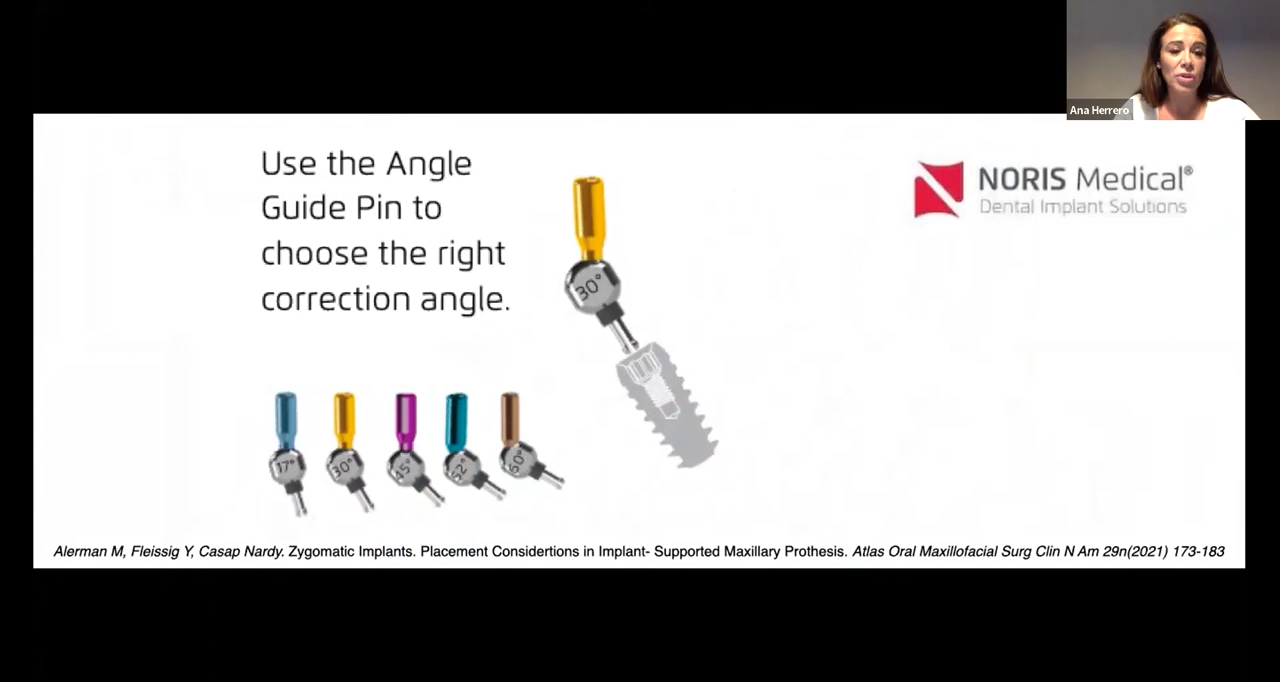 Ana Herrero
Use the Angle
Guide Pin to
choose the right
correction angle.
NORIS Medical®
Dental Implant Solutions
30°
17°
30°
45°
52°
60°
Alerman M, Fleissig Y, Casap Nardy. Zygomatic Implants. Placement Considertions in Implant- Supported Maxillary Prothesis. Atlas Oral Maxillofacial Surg Clin N Am 29n(2021) 173-183